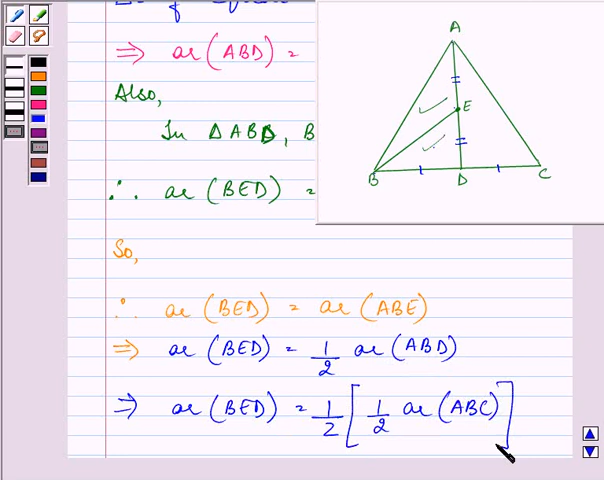 ⇒ ar (ABD) =
Also,
In Δ ABD, B
∴ ar (BED) =
So,
∴ ar (BED) = ar (ABE)
⇒ ar (BED) = 1/2 ar (ABD)
⇒ ar (BED) = 1/2 [1/2 ar (ABC)]
A
E
B
D
C